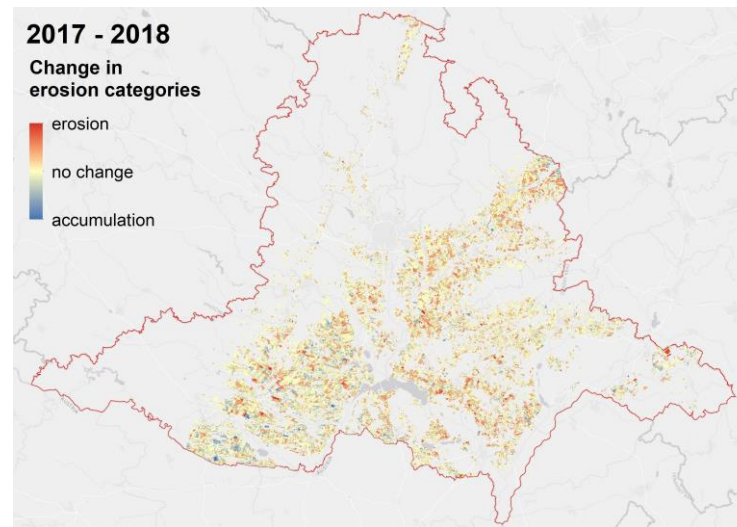 2017 - 2018
Change in
erosion categories
erosion
no change
accumulation